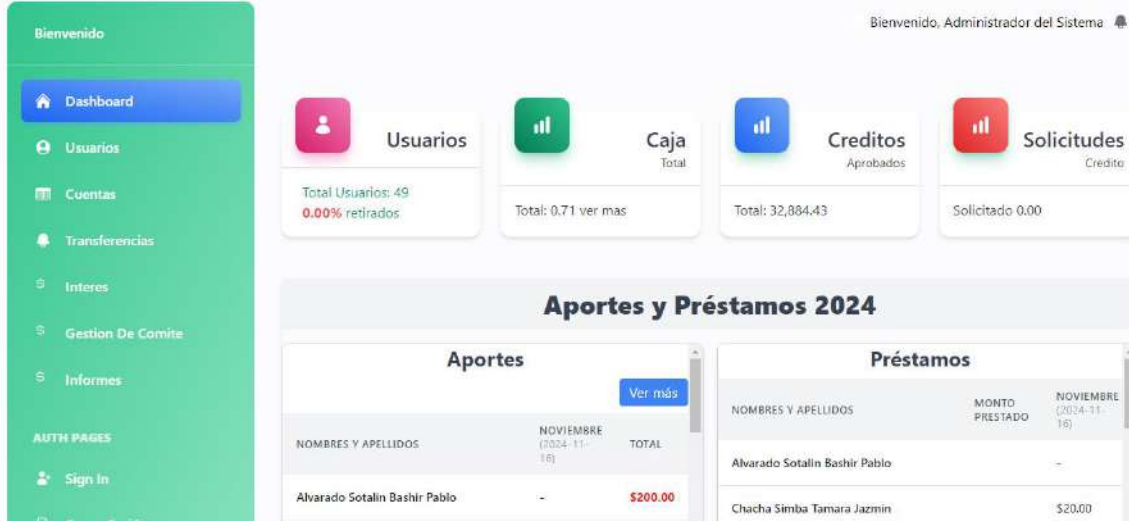 Bienvenido
Dashboard
Usuarios
Cuentas
Transferencias
Interes
Gestion De Comite
Informes
AUTH PAGES
Sign In
Bienvenido, Administrador del Sistema
Usuarios
Total Usuarios: 49
0.00% retirados
Caja
Total
Total: 0.71 ver mas
Creditos
Aprobados
Total: 32,884.43
Solicitudes
Credito
Solicitado 0.00
Aportes y Préstamos 2024
Aportes
Ver más
NOMBRES Y APELLIDOS
NOVIEMBRE
(2024-11-
16)
TOTAL
Alvarado Sotalin Bashir Pablo
-
$200.00
Préstamos
NOMBRES Y APELLIDOS
MONTO
PRESTADO
NOVIEMBRE
(2024-11-
16)
Alvarado Sotalin Bashir Pablo
-
Chacha Simba Tamara Jazmin
$20.00